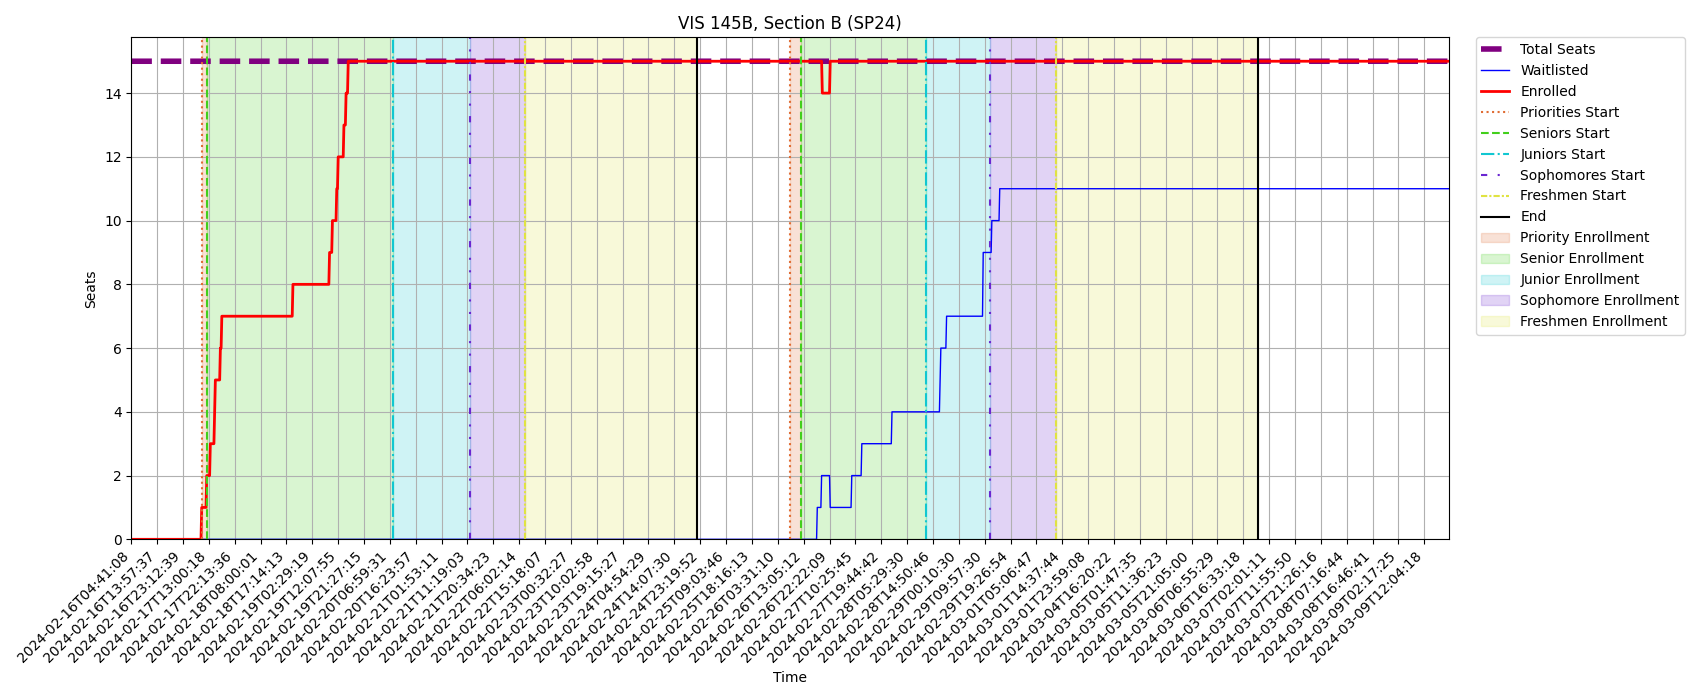 VIS 145B, Section B (SP24)
Seats
14
12
10
8
6
4
2
0
2024-02-16T04:41:08
2024-02-16T13:57:37
2024-02-16T23:12:39
2024-02-17T13:00:18
2024-02-17T22:13:36
2024-02-18T08:00:01
2024-02-18T17:14:13
2024-02-19T02:29:19
2024-02-19T12:07:55
2024-02-19T21:27:15
2024-02-20T06:59:31
2024-02-20T16:23:57
2024-02-21T01:53:11
2024-02-21T11:19:03
2024-02-21T20:34:23
2024-02-22T06:02:14
2024-02-22T15:18:07
2024-02-23T00:32:27
2024-02-23T10:02:58
2024-02-23T19:15:27
2024-02-24T04:54:29
2024-02-24T14:07:30
2024-02-24T23:19:52
2024-02-25T09:03:46
2024-02-25T18:16:13
2024-02-26T03:31:10
2024-02-26T13:05:12
2024-02-26T22:22:09
2024-02-27T10:25:45
2024-02-27T19:44:42
2024-02-28T05:29:30
2024-02-28T14:50:46
2024-02-29T00:10:30
2024-02-29T09:57:30
2024-02-29T19:26:54
2024-03-01T05:06:47
2024-03-01T14:37:44
2024-03-01T23:59:08
2024-03-04T16:20:22
2024-03-05T01:47:35
2024-03-05T11:36:23
2024-03-05T21:05:00
2024-03-06T06:55:29
2024-03-06T16:33:18
2024-03-07T02:01:11
2024-03-07T11:55:50
2024-03-07T21:26:16
2024-03-08T07:16:44
2024-03-08T16:46:41
2024-03-09T02:17:25
2024-03-09T12:04:18
Time
Total Seats
Waitlisted
Enrolled
Priorities Start
Seniors Start
Juniors Start
Sophomores Start
Freshmen Start
End
Priority Enrollment
Senior Enrollment
Junior Enrollment
Sophomore Enrollment
Freshmen Enrollment